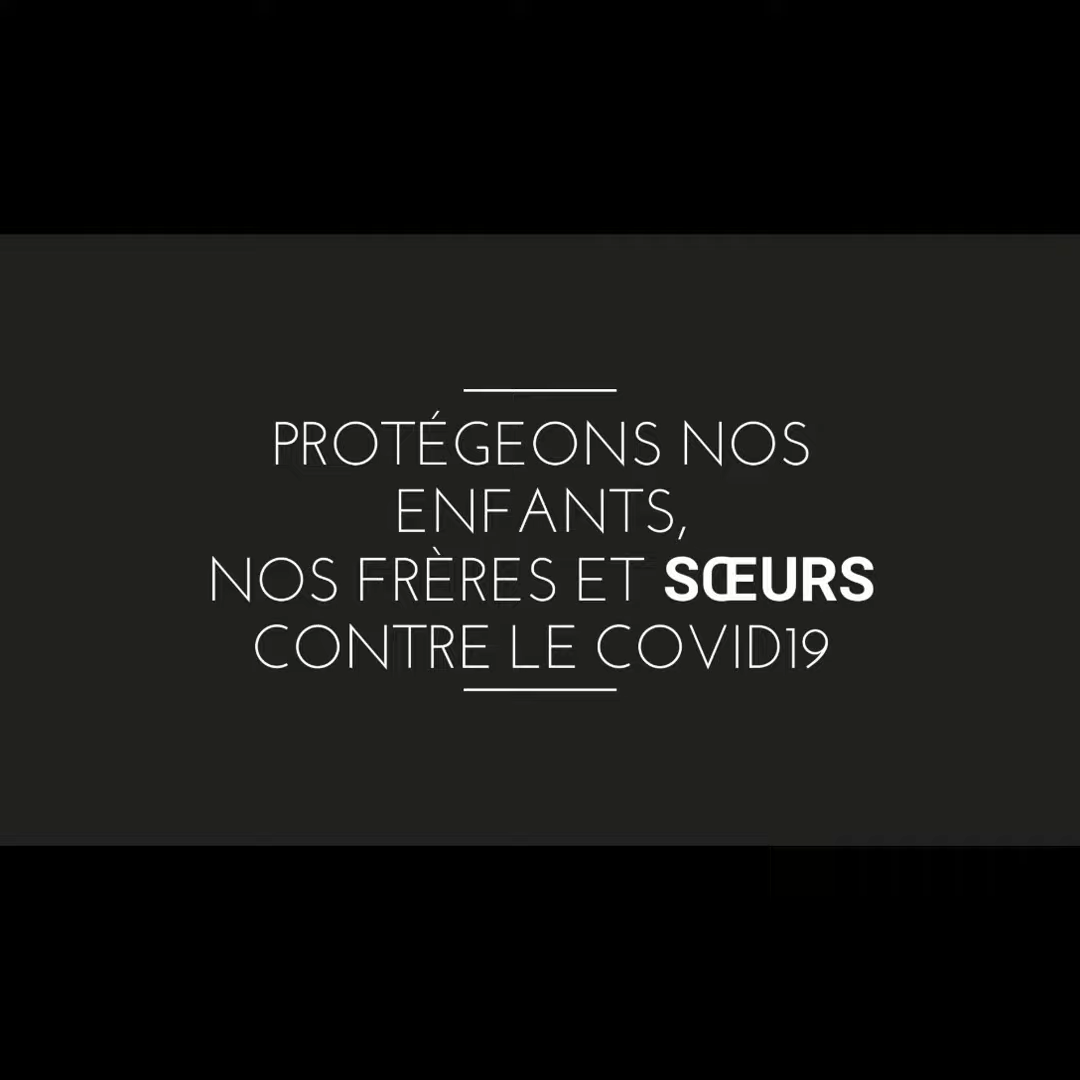 PROTÉGEONS NOS
ENFANTS,
NOS FRÈRES ET SŒURS
CONTRE LE COVID19